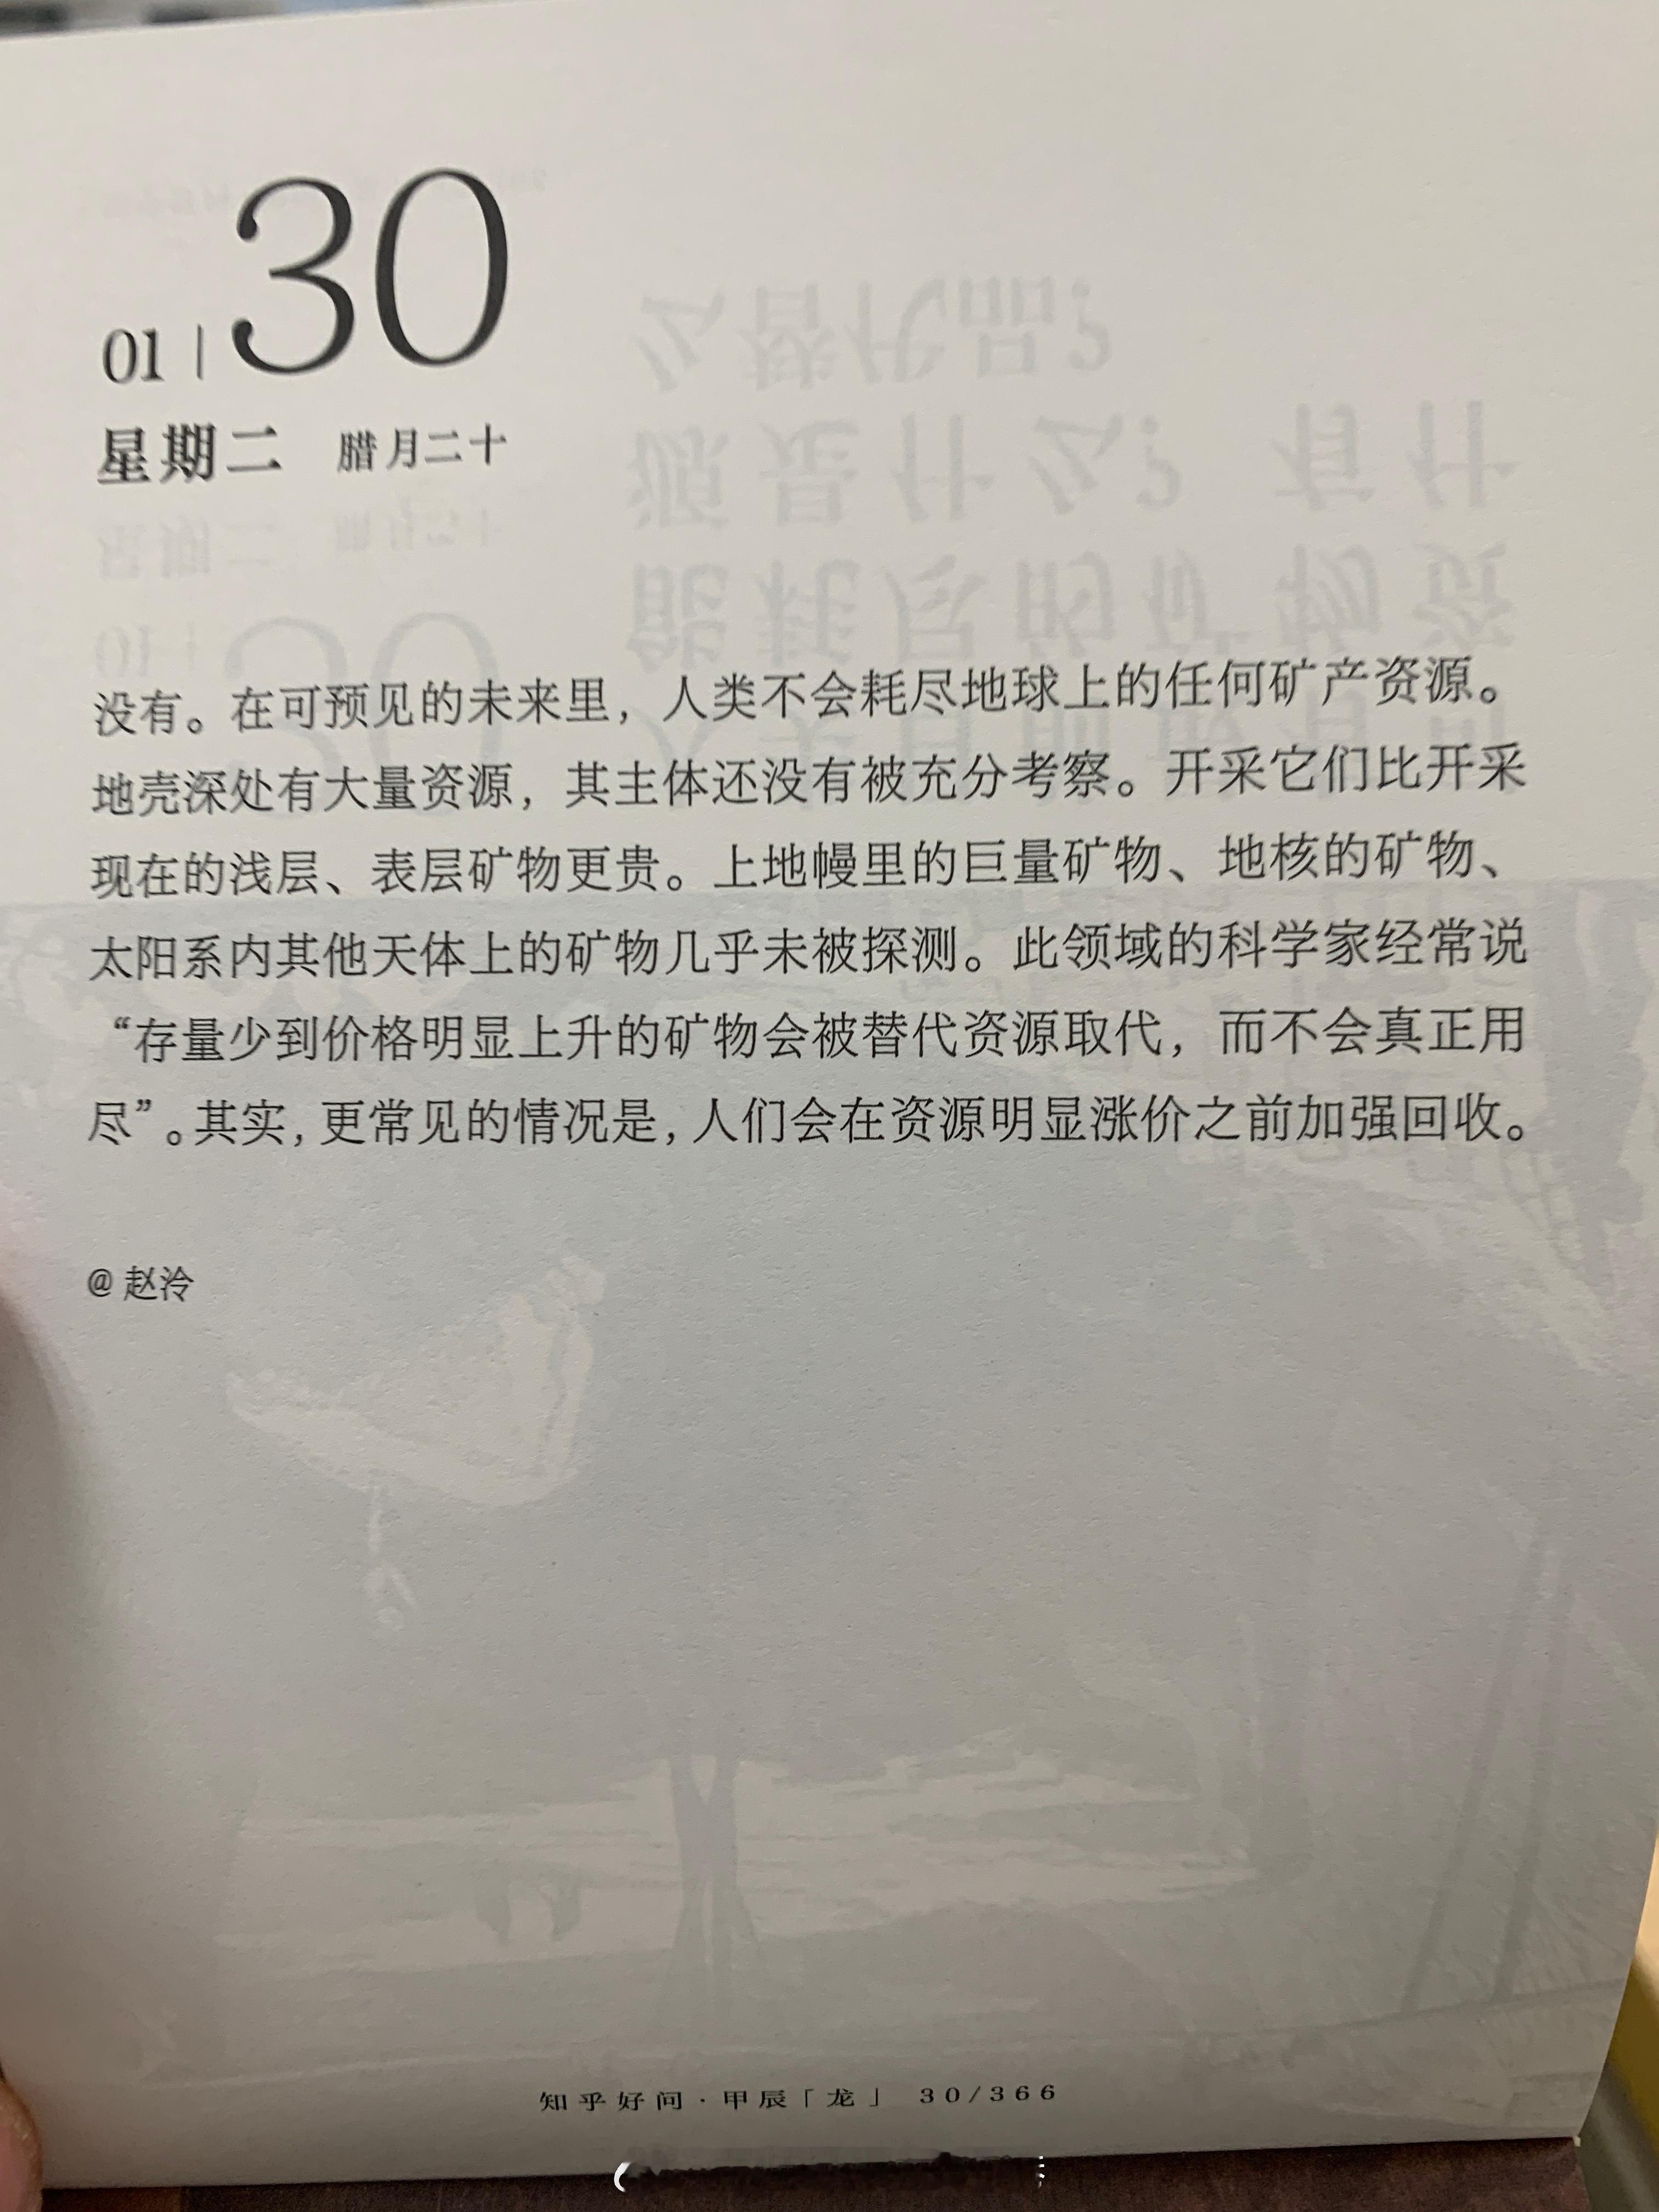 01 | 30
星期二 腊月二十
没有。在可预见的未来里，人类不会耗尽地球上的任何矿产资源。
地壳深处有大量资源，其主体还没有被充分考察。开采它们比开采
现在的浅层、表层矿物更贵。上地幔里的巨量矿物、地核的矿物、
太阳系内其他天体上的矿物几乎未被探测。此领域的科学家经常说
“存量少到价格明显上升的矿物会被替代资源取代，而不会真正用
尽”。其实，更常见的情况是，人们会在资源明显涨价之前加强回收。
@ 赵泠
知乎好问·甲辰「龙」 30/366